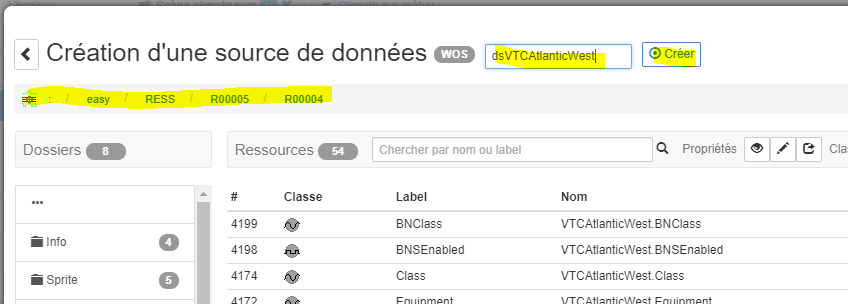 Création d'une source de données WOS dsVTCAtlanticWest Créer
: / easy / RESS / R00005 / R00004
Dossiers 8
Ressources 54 Chercher par nom ou label Propriétés Clas
...
Info 4
Sprite 5
# Classe Label Nom
4199 BNClass VTCAtlanticWest.BNClass
4198 BNSEnabled VTCAtlanticWest.BNSEnabled
4174 Class VTCAtlanticWest.Class
4172 Equipment VTCAtlanticWest.Equipment